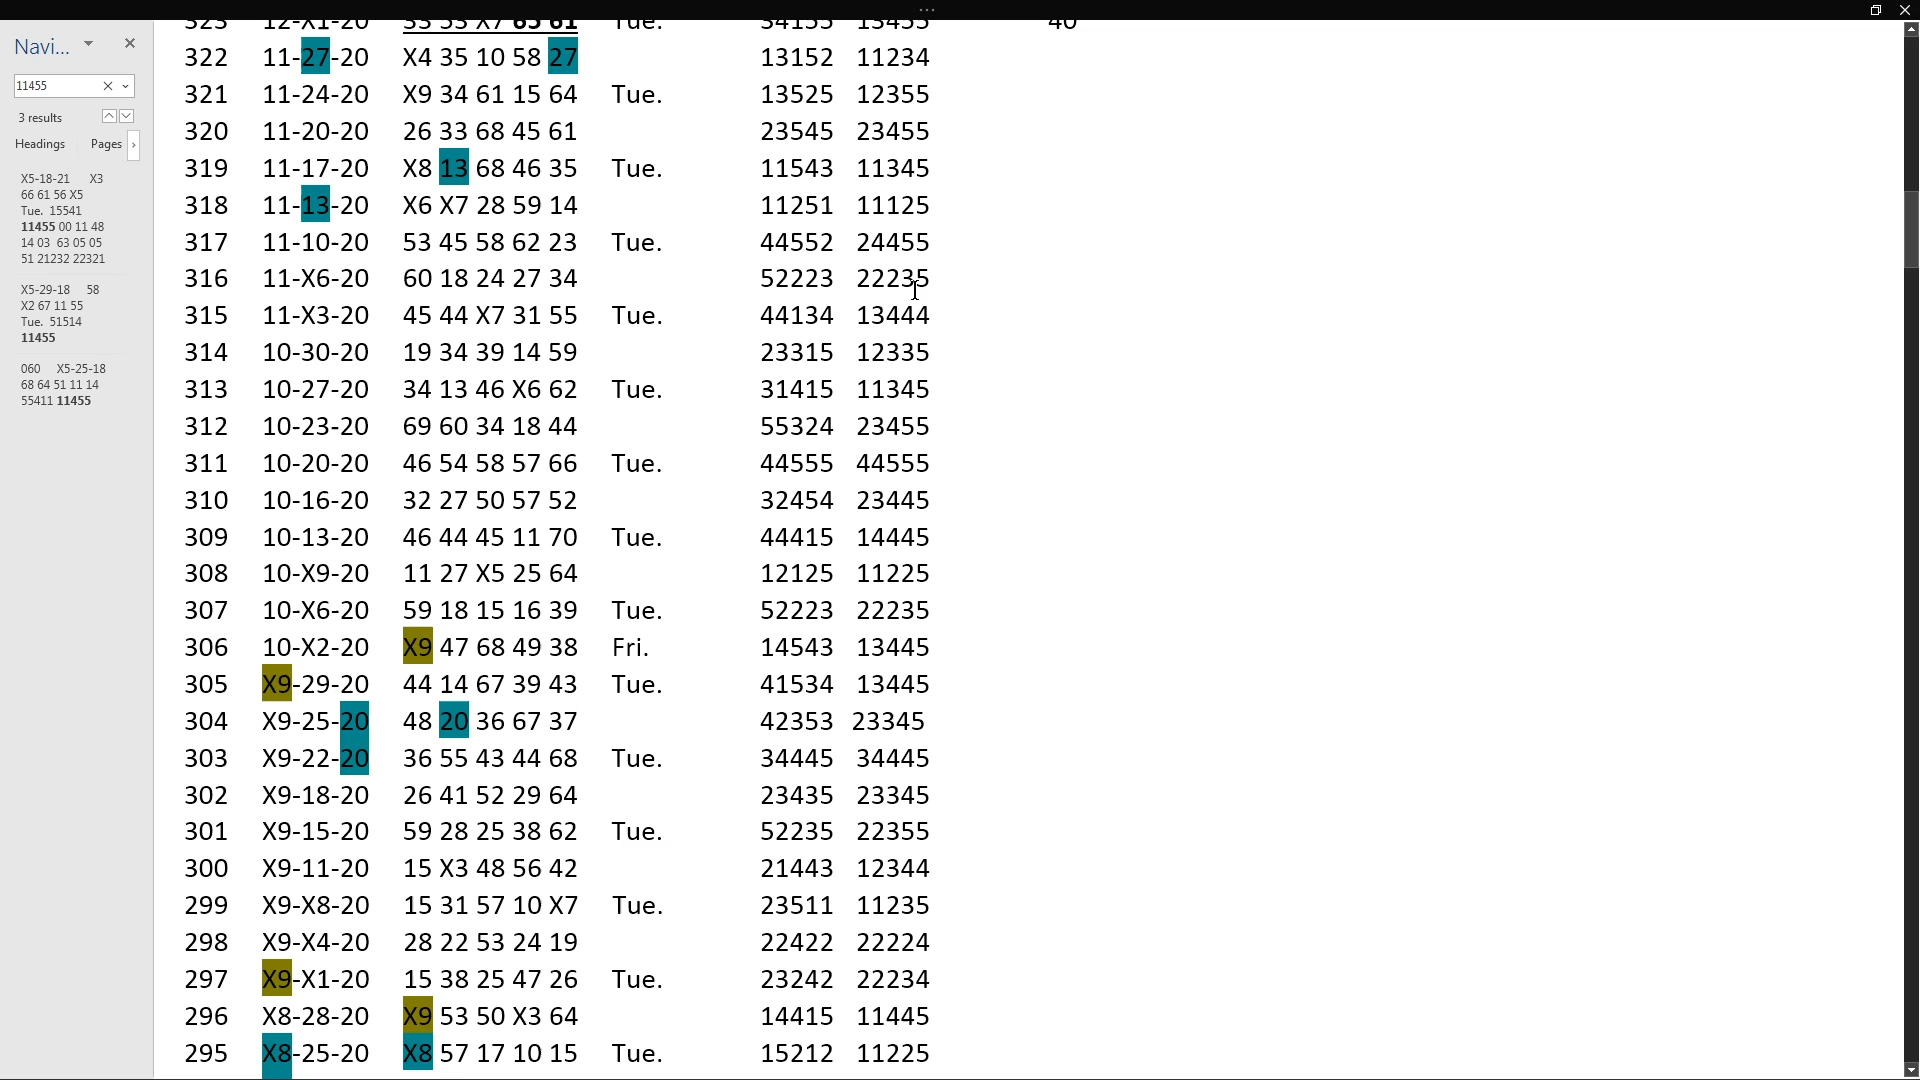 323 12-X1-20 33 53 X7 65 61 Tue. 34155 13455 40
Navi...
11455
3 results
Headings Pages
X5-18-21 X3
66 61 56 X5
Tue. 15541
11455 00 11 48
14 03 63 05 05
51 21232 22321
X5-29-18 58
X2 67 11 55
Tue. 51514
11455
060 X5-25-18
68 64 51 11 14
55411 11455
322 11-27-20 X4 35 10 58 27 13152 11234
321 11-24-20 X9 34 61 15 64 Tue. 13525 12355
320 11-20-20 26 33 68 45 61 23545 23455
319 11-17-20 X8 13 68 46 35 Tue. 11543 11345
318 11-13-20 X6 X7 28 59 14 11251 11125
317 11-10-20 53 45 58 62 23 Tue. 44552 24455
316 11-X6-20 60 18 24 27 34 52223 22235
315 11-X3-20 45 44 X7 31 55 Tue. 44134 13444
314 10-30-20 19 34 39 14 59 23315 12335
313 10-27-20 34 13 46 X6 62 Tue. 31415 11345
312 10-23-20 69 60 34 18 44 55324 23455
311 10-20-20 46 54 58 57 66 Tue. 44555 44555
310 10-16-20 32 27 50 57 52 32454 23445
309 10-13-20 46 44 45 11 70 Tue. 44415 14445
308 10-X9-20 11 27 X5 25 64 12125 11225
307 10-X6-20 59 18 15 16 39 Tue. 52223 22235
306 10-X2-20 X9 47 68 49 38 Fri. 14543 13445
305 X9-29-20 44 14 67 39 43 Tue. 41534 13445
304 X9-25-20 48 20 36 67 37 42353 23345
303 X9-22-20 36 55 43 44 68 Tue. 34445 34445
302 X9-18-20 26 41 52 29 64 23435 23345
301 X9-15-20 59 28 25 38 62 Tue. 52235 22355
300 X9-11-20 15 X3 48 56 42 21443 12344
299 X9-X8-20 15 31 57 10 X7 Tue. 23511 11235
298 X9-X4-20 28 22 53 24 19 22422 22224
297 X9-X1-20 15 38 25 47 26 Tue. 23242 22234
296 X8-28-20 X9 53 50 X3 64 14415 11445
295 X8-25-20 X8 57 17 10 15 Tue. 15212 11225